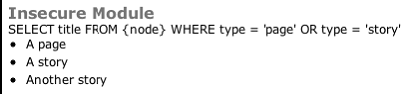 Insecure Module
SELECT title FROM {node} WHERE type = 'page' OR type = 'story'
• A page
• A story
• Another story